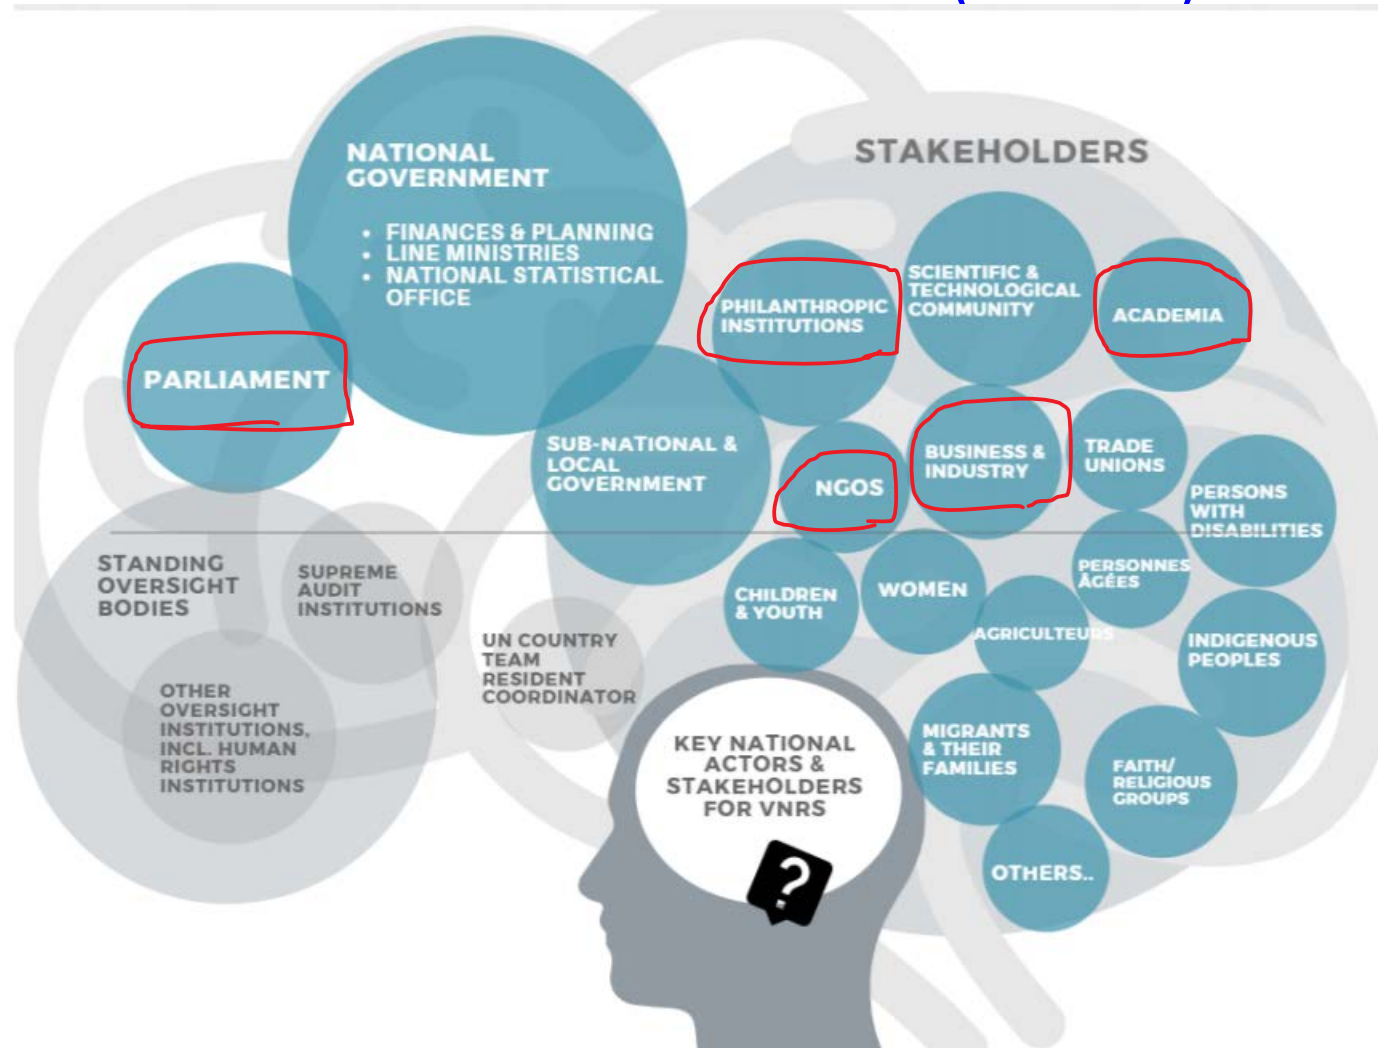 STAKEHOLDERS
NATIONAL
GOVERNMENT
• FINANCES & PLANNING
• LINE MINISTRIES
• NATIONAL STATISTICAL
OFFICE
PARLIAMENT
SUB-NATIONAL &
LOCAL
GOVERNMENT
PHILANTHROPIC
INSTITUTIONS
SCIENTIFIC &
TECHNOLOGICAL
COMMUNITY
ACADEMIA
NGOS
BUSINESS &
INDUSTRY
TRADE
UNIONS
PERSONS
WITH
DISABILITIES
STANDING
OVERSIGHT
BODIES
SUPREME
AUDIT
INSTITUTIONS
OTHER
OVERSIGHT
INSTITUTIONS,
INCL. HUMAN
RIGHTS
INSTITUTIONS
UN COUNTRY
TEAM
RESIDENT
COORDINATOR
CHILDREN
& YOUTH
WOMEN
PERSONNES
ÂGÉES
AGRICULTEURS
INDIGENOUS
PEOPLES
MIGRANTS
& THEIR
FAMILIES
FAITH/
RELIGIOUS
GROUPS
OTHERS..
KEY NATIONAL
ACTORS &
STAKEHOLDERS
FOR VNRS
?